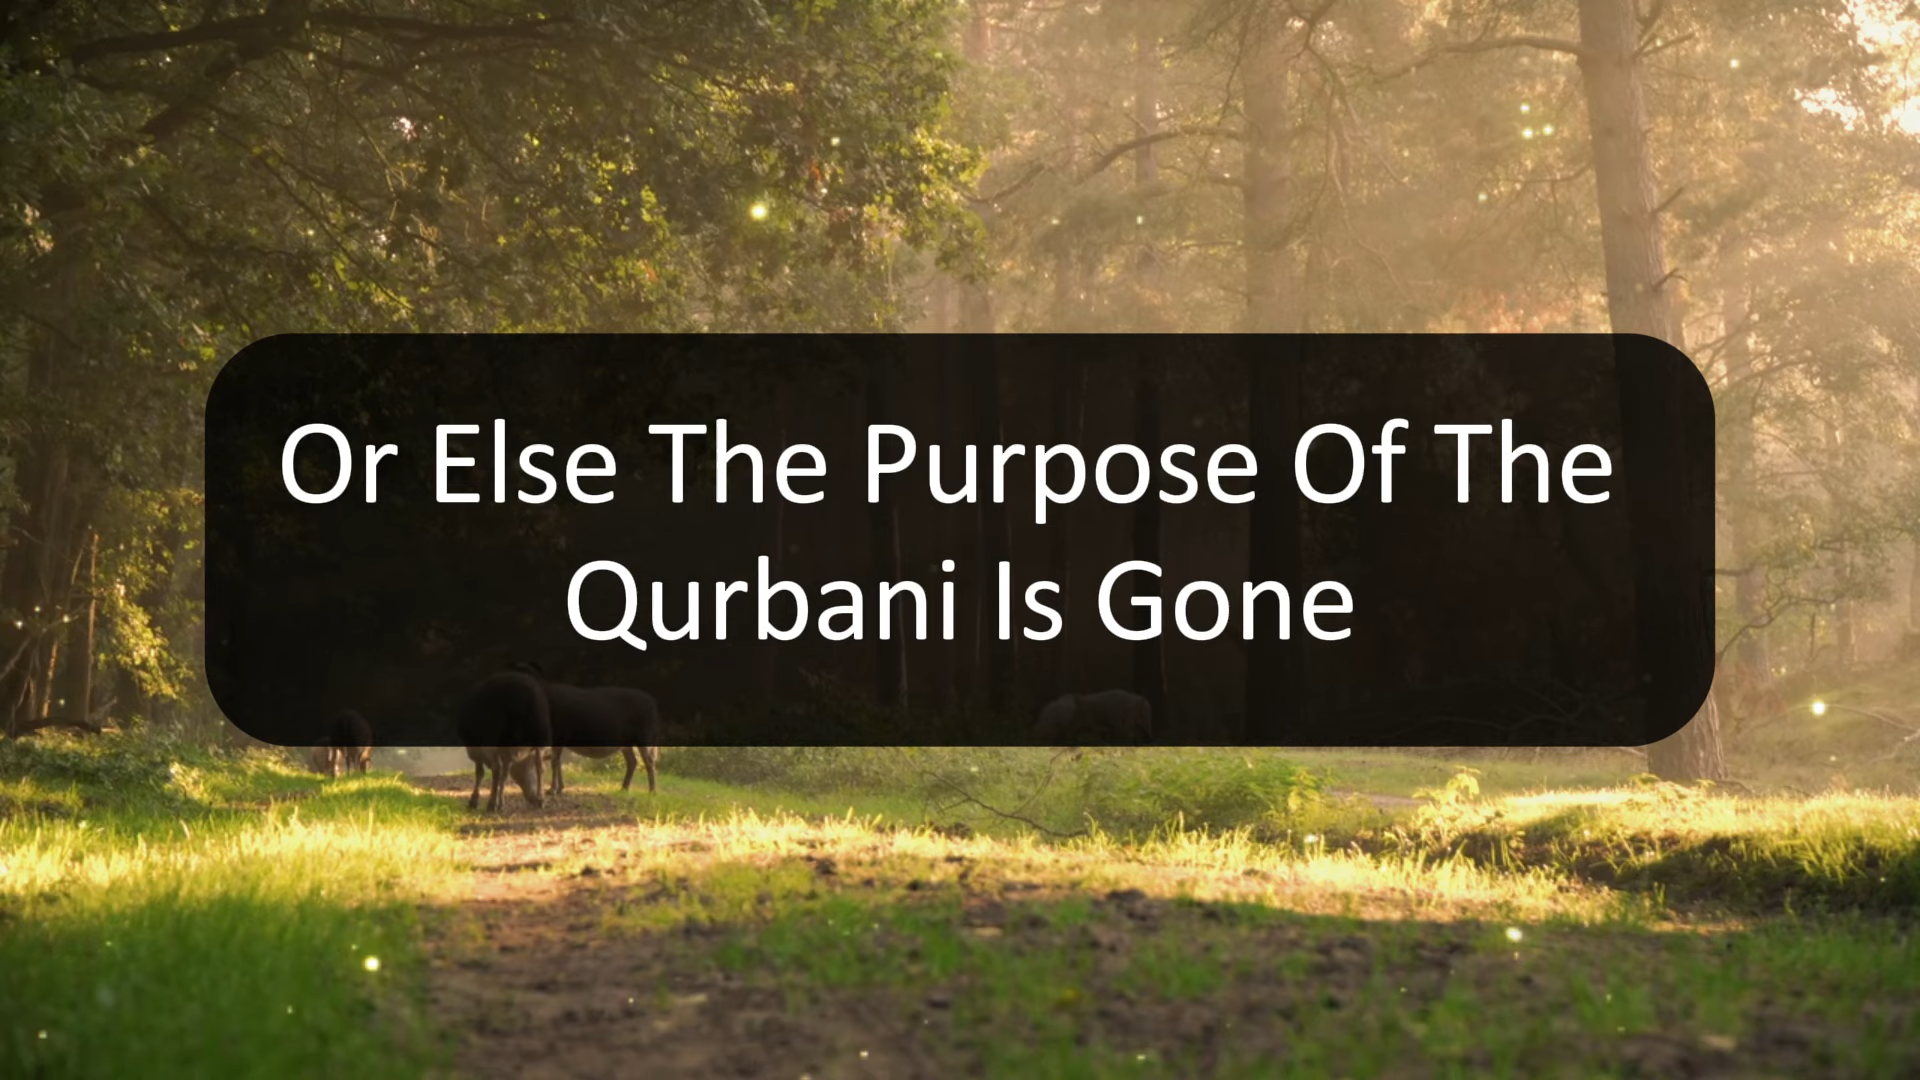 Or Else The Purpose Of The
Qurbani Is Gone